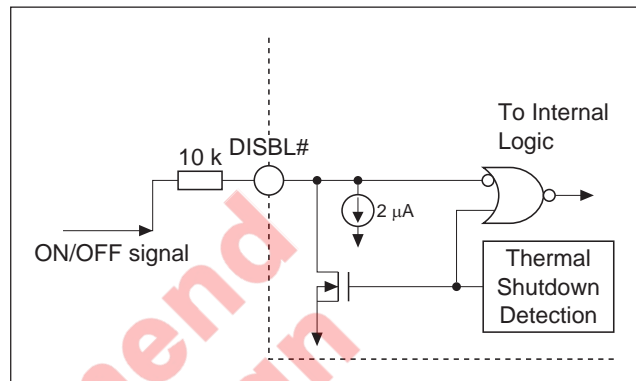 To Internal
Logic
DISBL#
10 k
2 μA
ON/OFF signal
Thermal
Shutdown
Detection